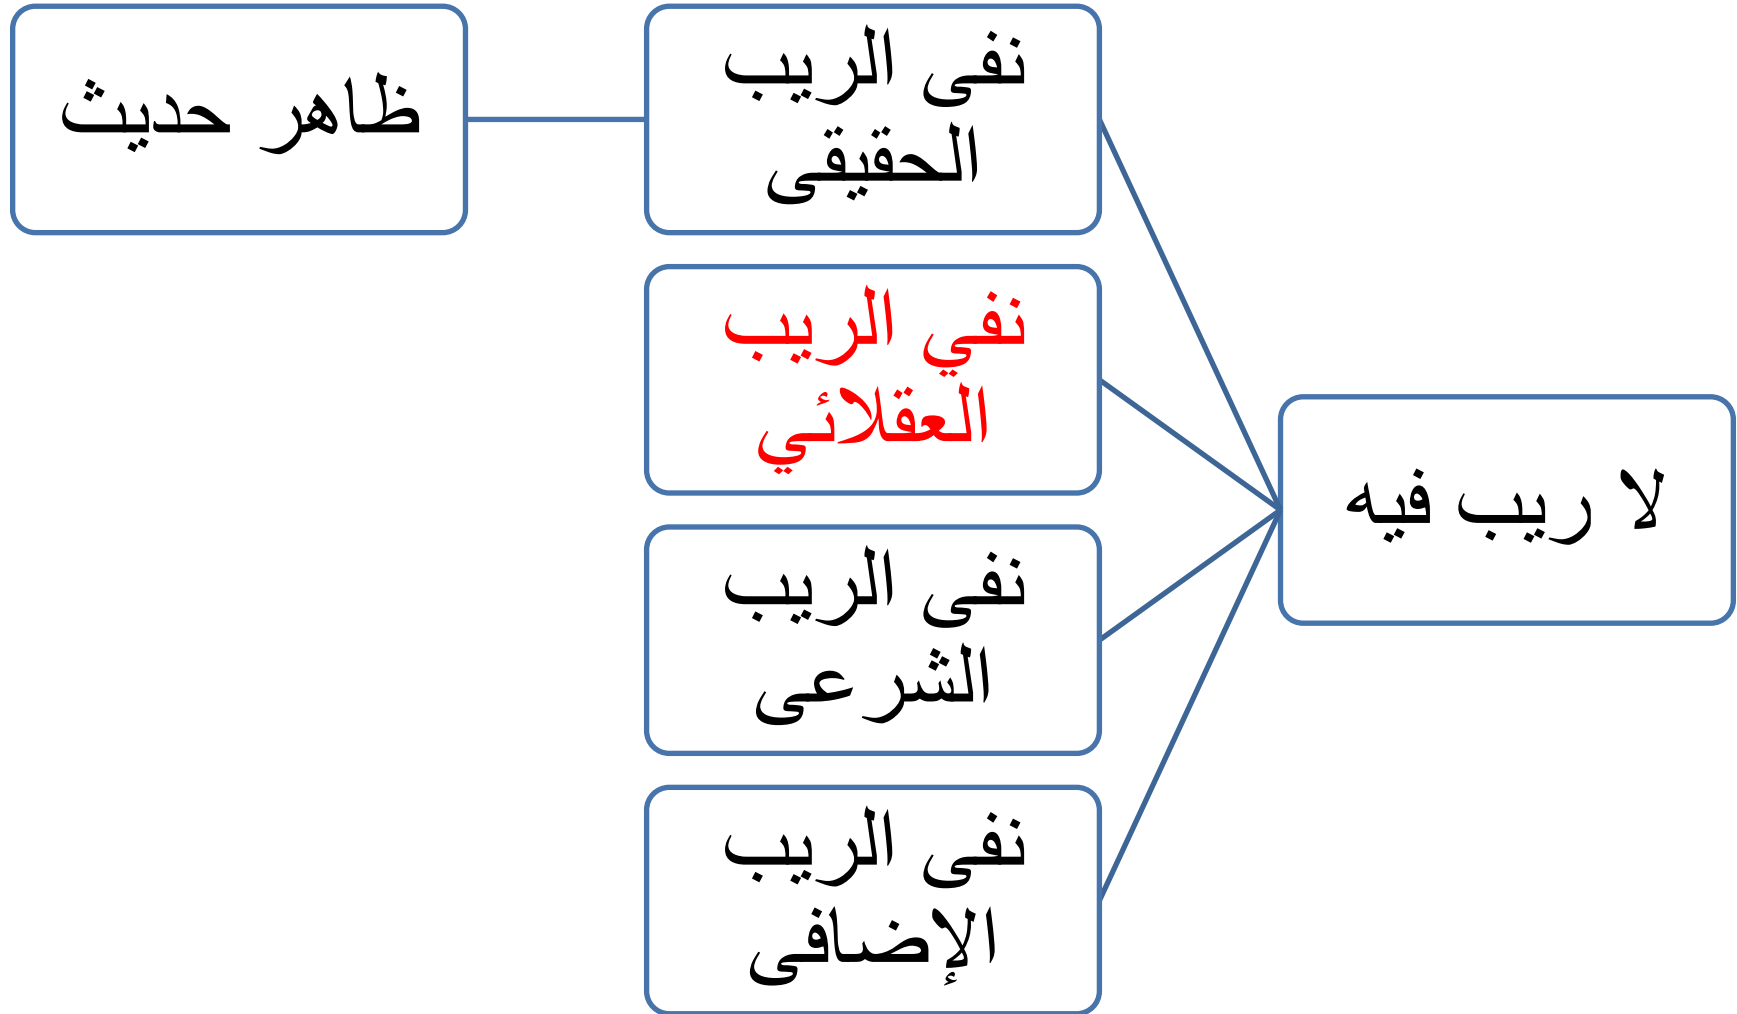 لا ريب فيه
نفى الريب
الحقيقى
ظاهر حديث
نفي الريب
العقلائي
نفى الريب
الشرعى
نفى الريب
الإضافى